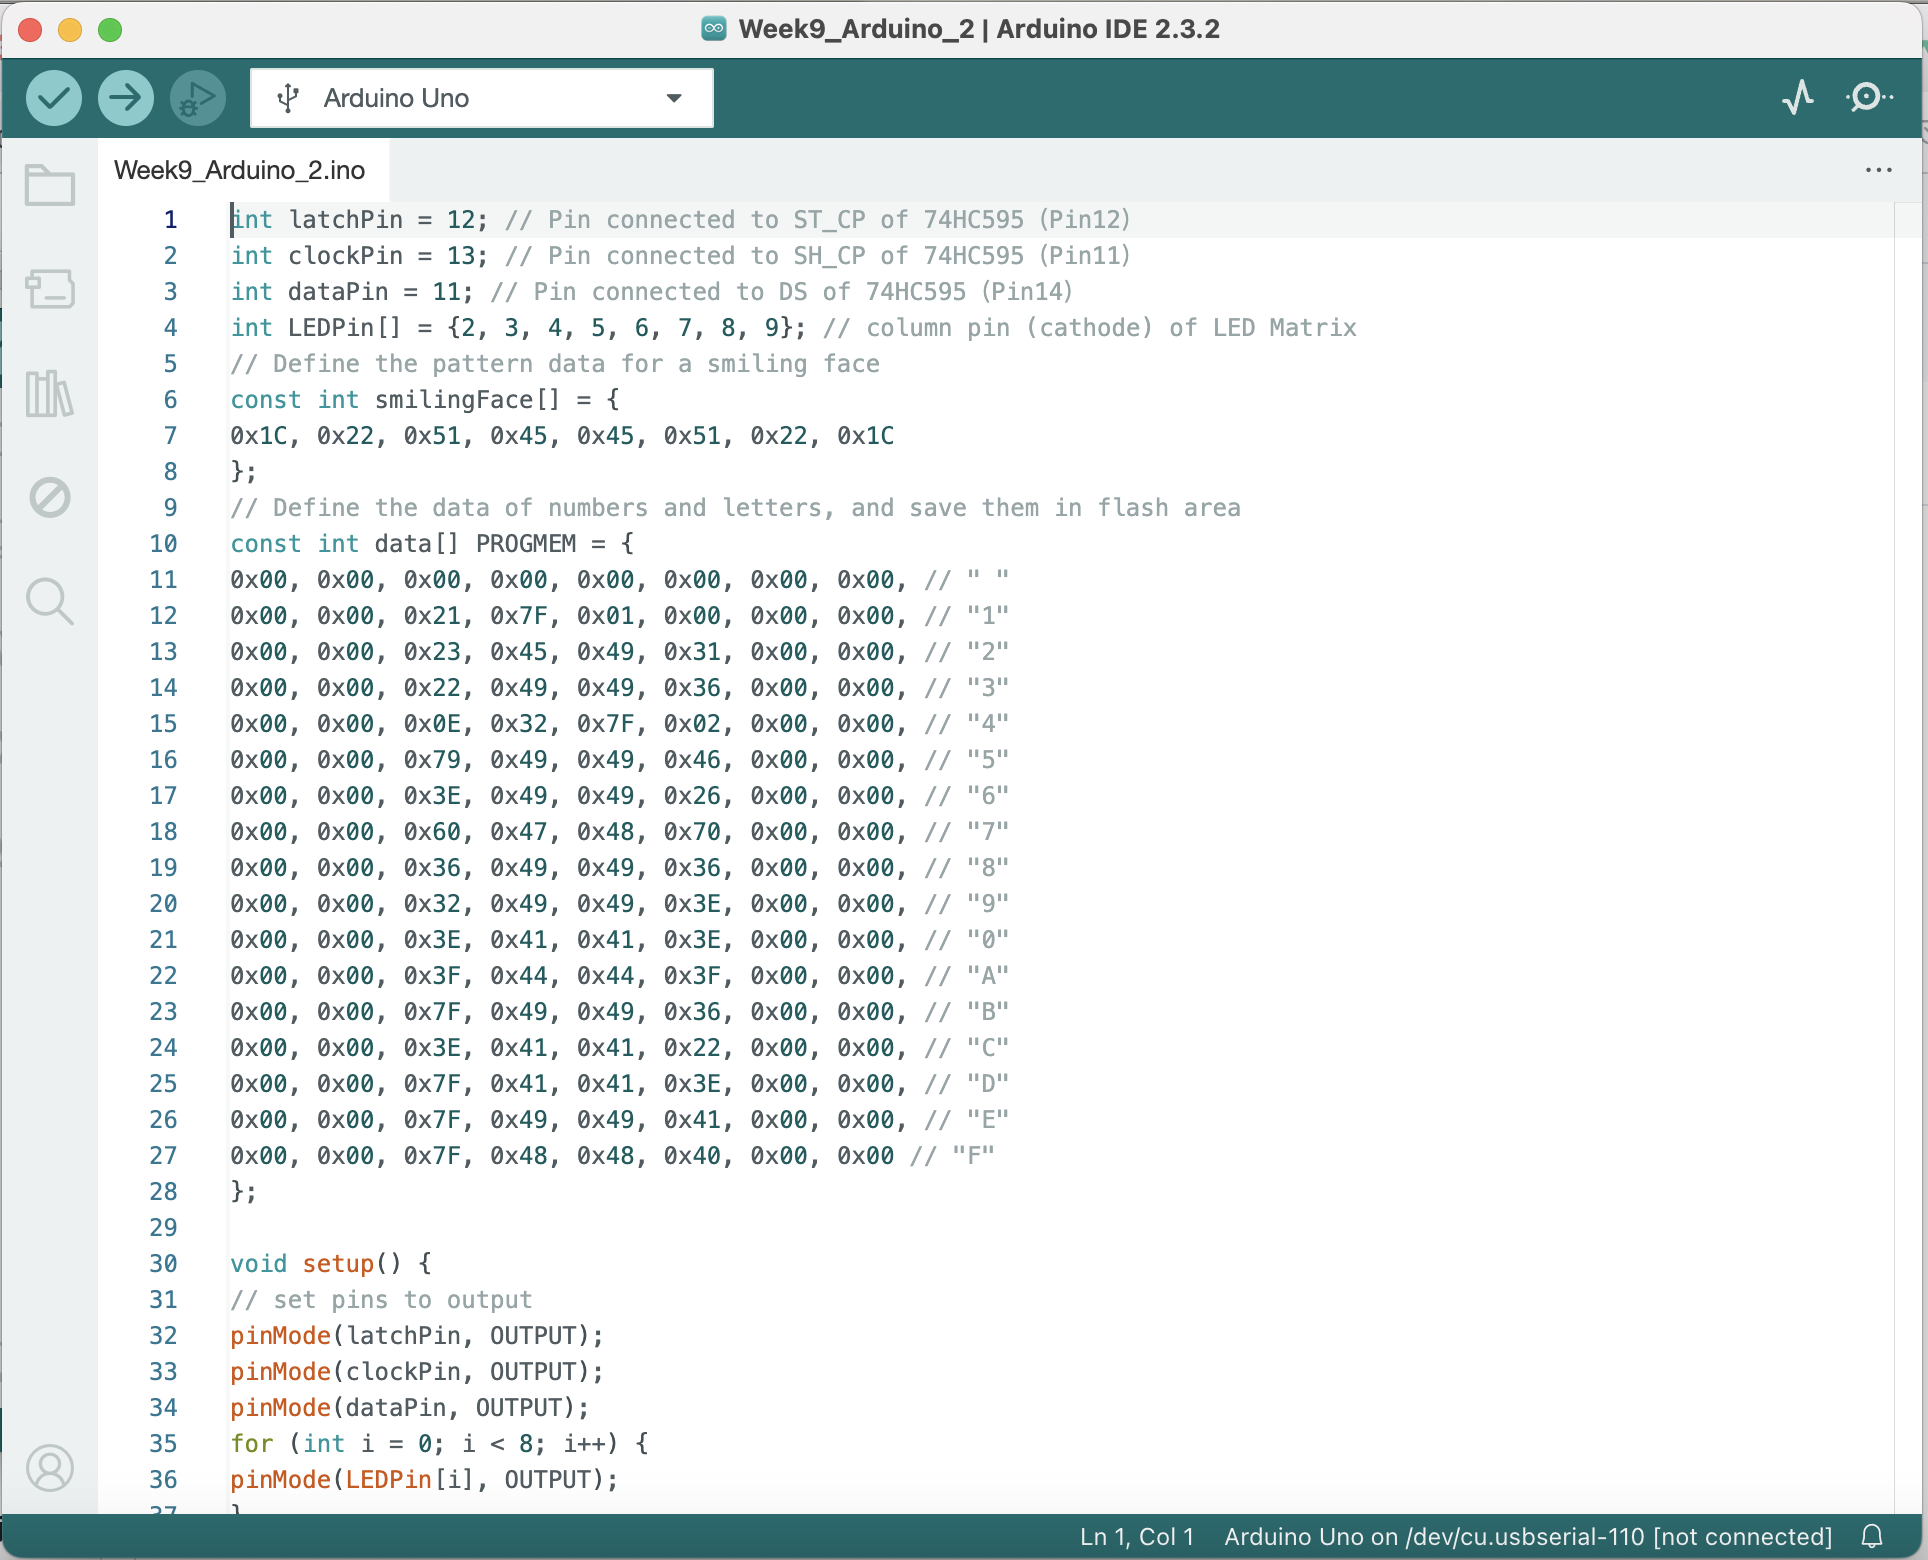 Week9_Arduino_2 | Arduino IDE 2.3.2
Arduino Uno
Week9_Arduino_2.ino
1 int latchPin = 12; // Pin connected to ST_CP of 74HC595 (Pin12)
2 int clockPin = 13; // Pin connected to SH_CP of 74HC595 (Pin11)
3 int dataPin = 11; // Pin connected to DS of 74HC595 (Pin14)
4 int LEDPin[] = {2, 3, 4, 5, 6, 7, 8, 9}; // column pin (cathode) of LED Matrix
5 // Define the pattern data for a smiling face
6 const int smilingFace[] = {
7 0x1C, 0x22, 0x51, 0x45, 0x45, 0x51, 0x22, 0x1C
8 };
9 // Define the data of numbers and letters, and save them in flash area
10 const int data[] PROGMEM = {
11 0x00, 0x00, 0x00, 0x00, 0x00, 0x00, 0x00, 0x00, // " "
12 0x00, 0x00, 0x21, 0x7F, 0x01, 0x00, 0x00, 0x00, // "1"
13 0x00, 0x00, 0x23, 0x45, 0x49, 0x31, 0x00, 0x00, // "2"
14 0x00, 0x00, 0x22, 0x49, 0x49, 0x36, 0x00, 0x00, // "3"
15 0x00, 0x00, 0x0E, 0x32, 0x7F, 0x02, 0x00, 0x00, // "4"
16 0x00, 0x00, 0x79, 0x49, 0x49, 0x46, 0x00, 0x00, // "5"
17 0x00, 0x00, 0x3E, 0x49, 0x49, 0x26, 0x00, 0x00, // "6"
18 0x00, 0x00, 0x60, 0x47, 0x48, 0x70, 0x00, 0x00, // "7"
19 0x00, 0x00, 0x36, 0x49, 0x49, 0x36, 0x00, 0x00, // "8"
20 0x00, 0x00, 0x32, 0x49, 0x49, 0x3E, 0x00, 0x00, // "9"
21 0x00, 0x00, 0x3E, 0x41, 0x41, 0x3E, 0x00, 0x00, // "0"
22 0x00, 0x00, 0x3F, 0x44, 0x44, 0x3F, 0x00, 0x00, // "A"
23 0x00, 0x00, 0x7F, 0x49, 0x49, 0x36, 0x00, 0x00, // "B"
24 0x00, 0x00, 0x3E, 0x41, 0x41, 0x22, 0x00, 0x00, // "C"
25 0x00, 0x00, 0x7F, 0x41, 0x41, 0x3E, 0x00, 0x00, // "D"
26 0x00, 0x00, 0x7F, 0x49, 0x49, 0x41, 0x00, 0x00, // "E"
27 0x00, 0x00, 0x7F, 0x48, 0x48, 0x40, 0x00, 0x00 // "F"
28 };
29
30 void setup() {
31 // set pins to output
32 pinMode(latchPin, OUTPUT);
33 pinMode(clockPin, OUTPUT);
34 pinMode(dataPin, OUTPUT);
35 for (int i = 0; i < 8; i++) {
36 pinMode(LEDPin[i], OUTPUT);
37 }
Ln 1, Col 1 Arduino Uno on /dev/cu.usbserial-110 [not connected]